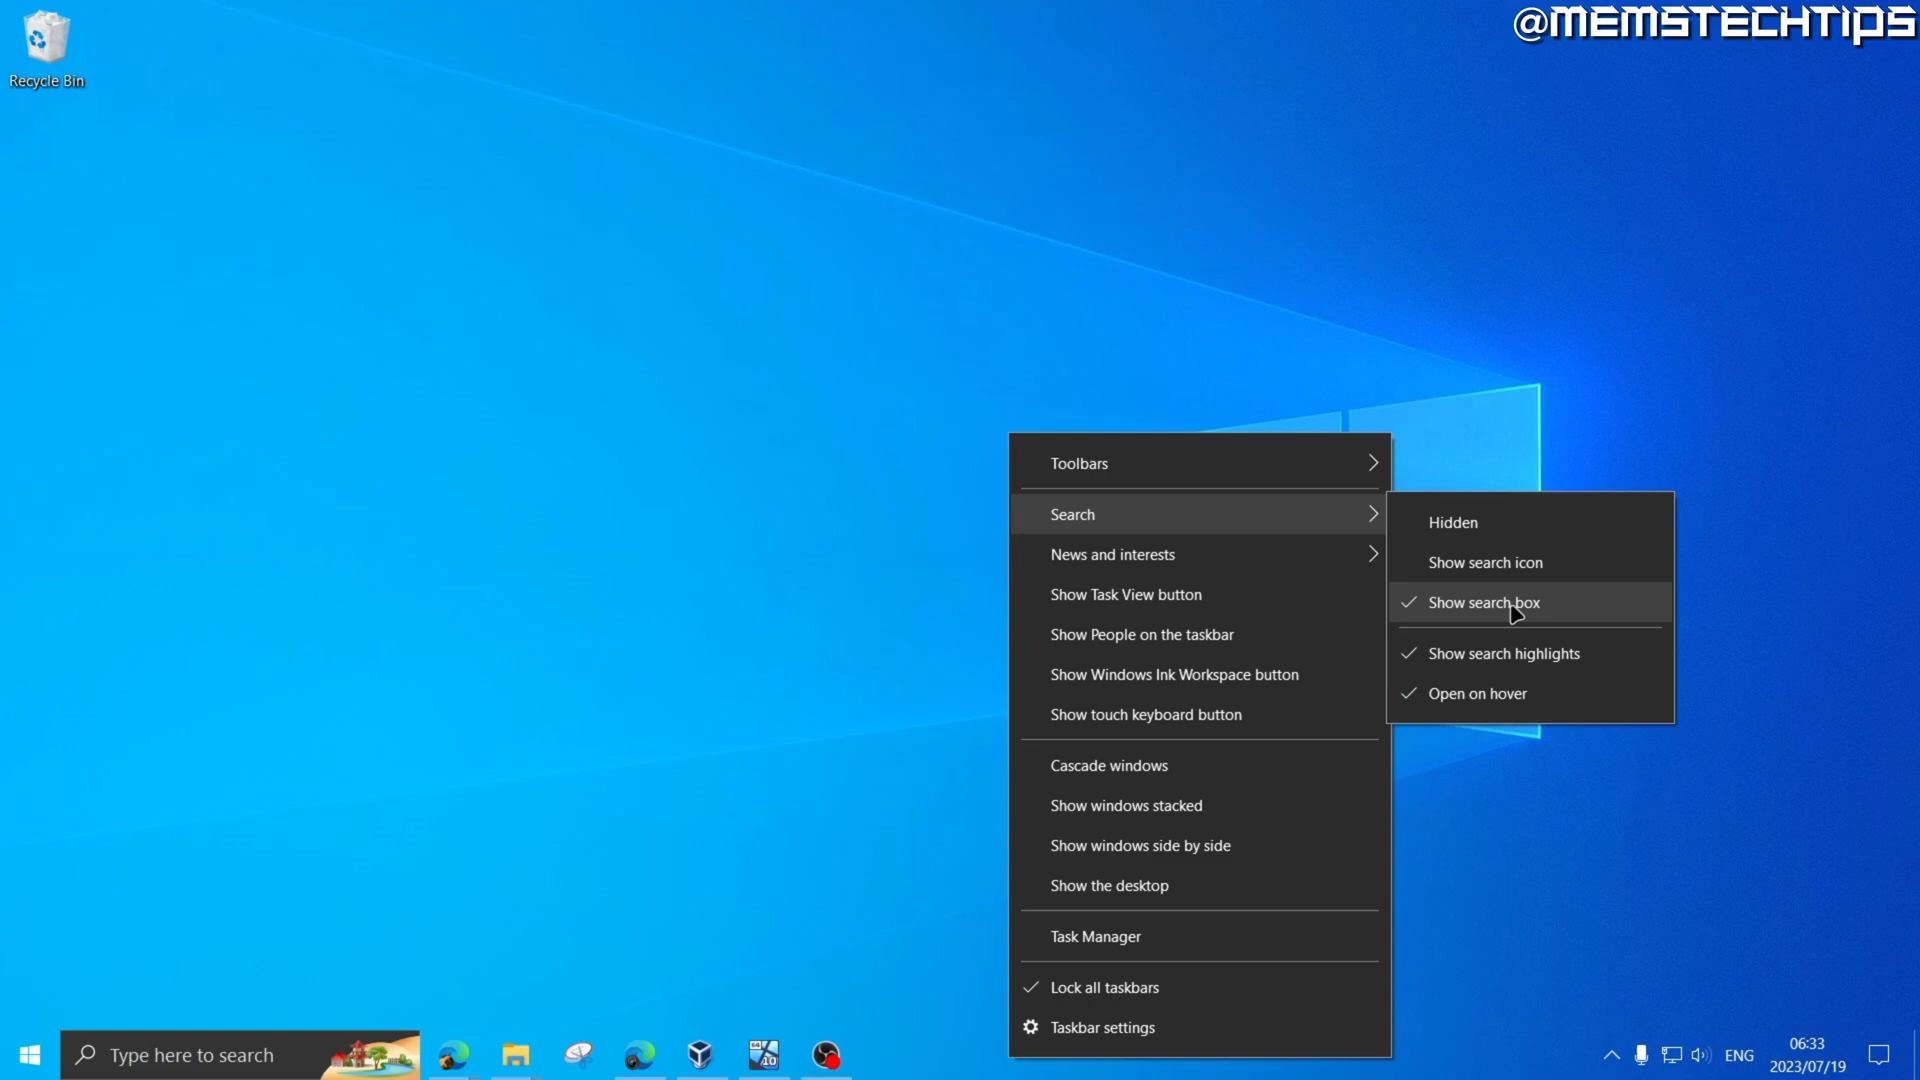 @MEMSTECHTIPS
Recycle Bin
Toolbars
Search
News and interests
Show Task View button
Show People on the taskbar
Show Windows Ink Workspace button
Show touch keyboard button
Cascade windows
Show windows stacked
Show windows side by side
Show the desktop
Task Manager
Lock all taskbars
Taskbar settings
Hidden
Show search icon
Show search box
Show search highlights
Open on hover
Type here to search
64
10
ENG
06:33
2023/07/19